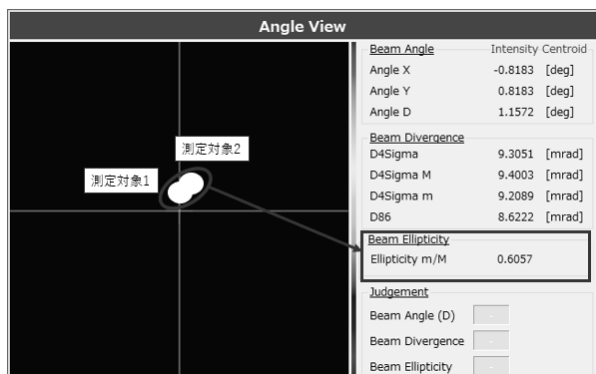 Angle View
測定対象2
測定対象1
Beam Angle Intensity Centroid
Angle X -0.8183 [deg]
Angle Y 0.8183 [deg]
Angle D 1.1572 [deg]
Beam Divergence
D4Sigma 9.3051 [mrad]
D4Sigma M 9.4003 [mrad]
D4Sigma m 9.2089 [mrad]
D86 8.6222 [mrad]
Beam Ellipticity
Ellipticity m/M 0.6057
Judgement
Beam Angle (D) -
Beam Divergence -
Beam Ellipticity -